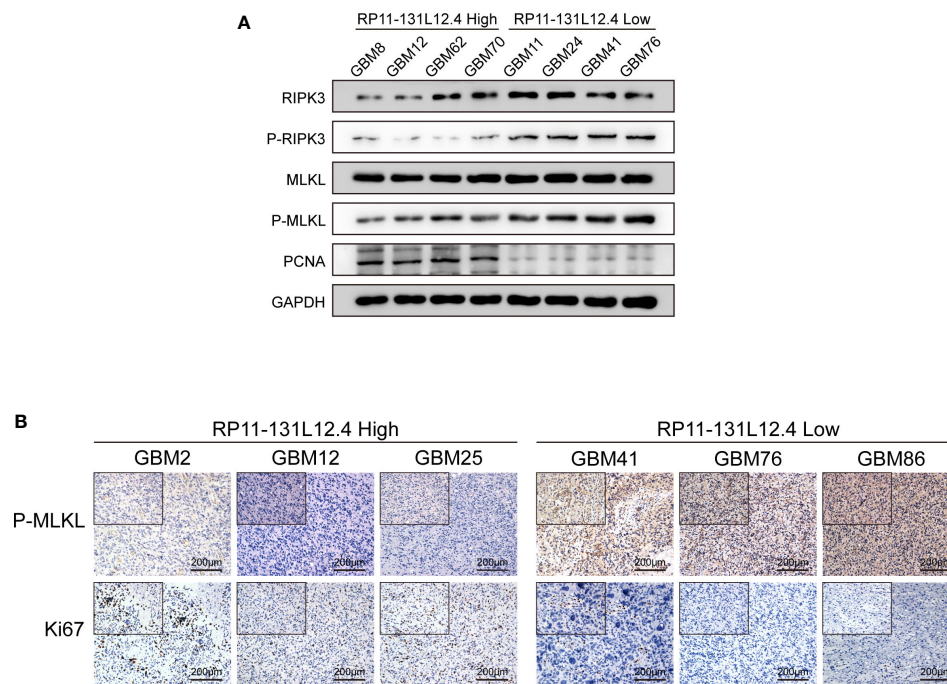 A
RP11-131L12.4 High RP11-131L12.4 Low
GBM8 GBM12 GBM62 GBM70 GBM11 GBM24 GBM41 GBM76
RIPK3
P-RIPK3
MLKL
P-MLKL
PCNA
GAPDH
B
RP11-131L12.4 High RP11-131L12.4 Low
GBM2 GBM12 GBM25 GBM41 GBM76 GBM86
P-MLKL
200μm 200μm 200μm 200μm 200μm 200μm
Ki67
200μm 200μm 200μm 200μm 200μm 200μm